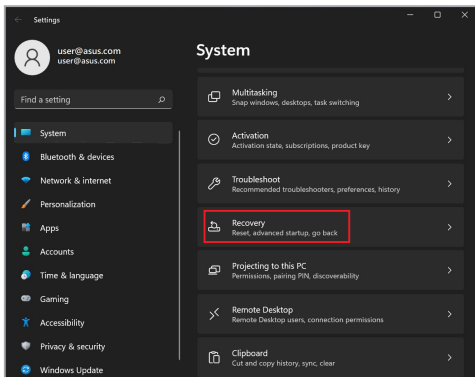 Settings
user@asus.com
user@asus.com
Find a setting
System
Bluetooth & devices
Network & internet
Personalization
Apps
Accounts
Time & language
Gaming
Accessibility
Privacy & security
Windows Update
System
Multitasking
Snap windows, desktops, task switching
Activation
Activation state, subscriptions, product key
Troubleshoot
Recommended troubleshooters, preferences, history
Recovery
Reset, advanced startup, go back
Projecting to this PC
Permissions, pairing PIN, discoverability
Remote Desktop
Remote Desktop users, connection permissions
Clipboard
Cut and copy history, sync, clear